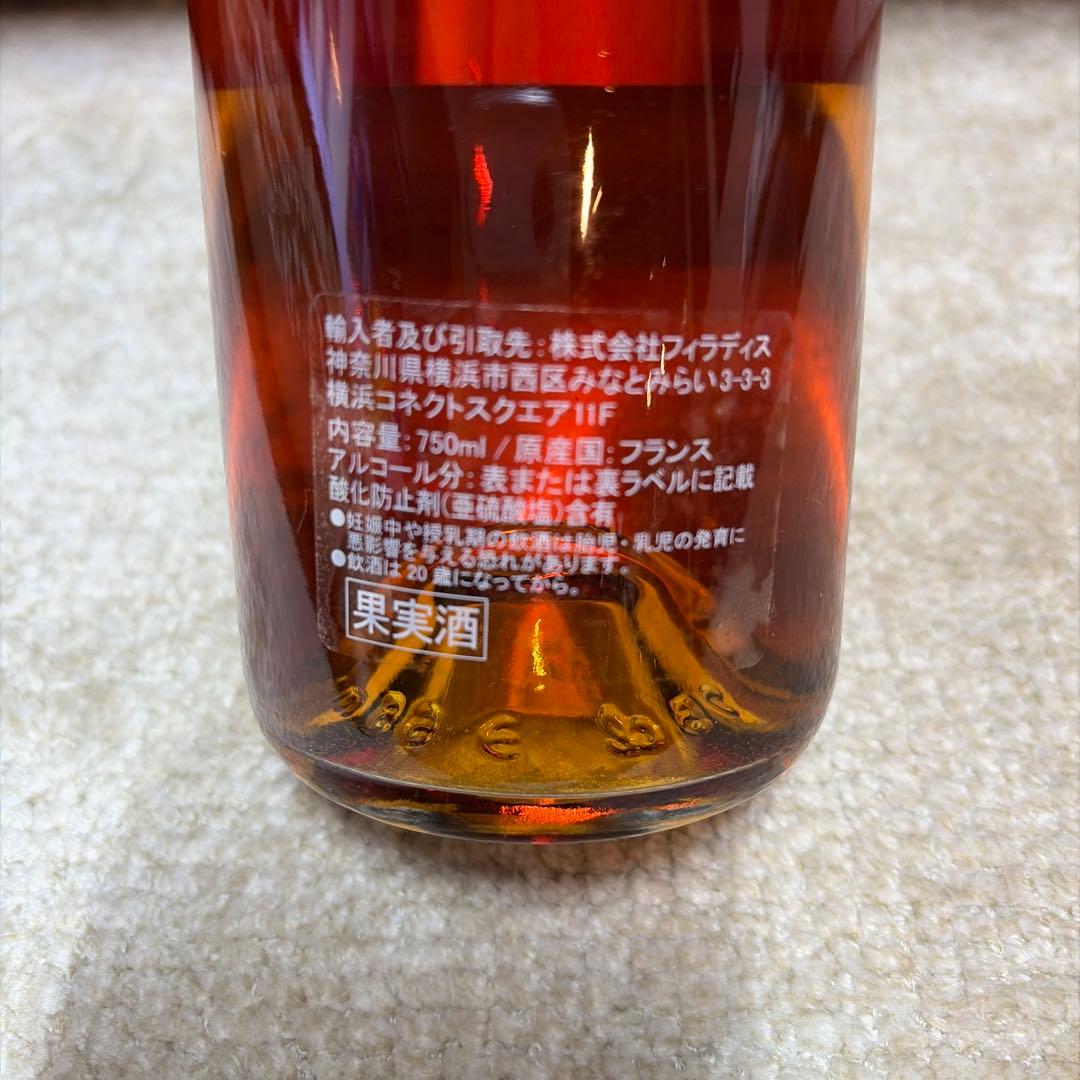 輸入者及び引取先：株式会社フィラディス
神奈川県横浜市西区みなとみらい3-3-3
横浜コネクトスクエア11F
内容量：750ml / 原産国：フランス
アルコール分：表または裏ラベルに記載
酸化防止剤(亜硫酸塩)含有
●妊娠中や授乳期の飲酒は胎児・乳児の発育に
悪影響を与える恐れがあります。
●飲酒は20歳になってから。
果実酒